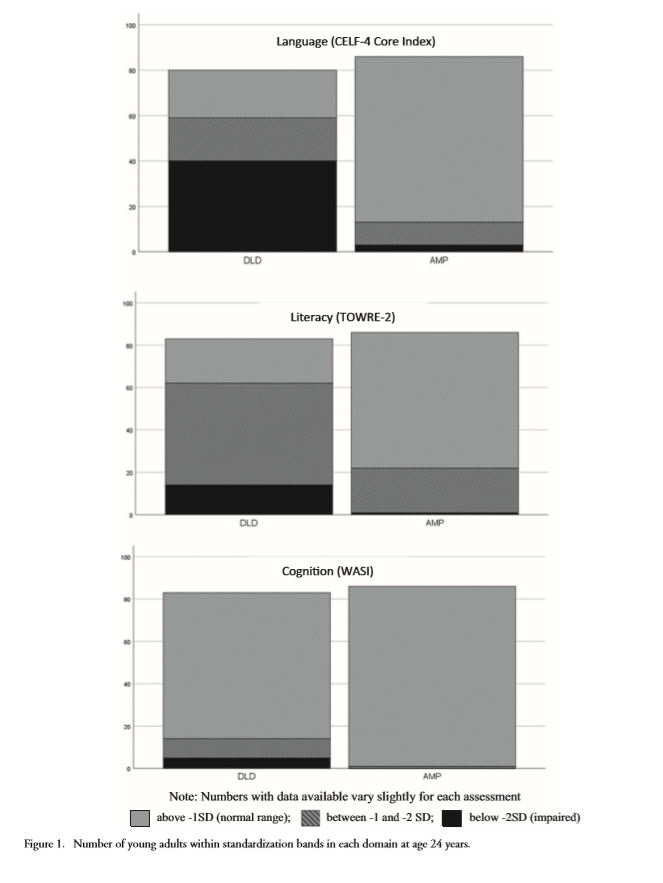 100
Language (CELF-4 Core Index)
80
60
40
20
0
DLD AMP
100
Literacy (TOWRE-2)
80
60
40
20
0
DLD AMP
100
Cognition (WASI)
80
60
40
20
0
DLD AMP
Note: Numbers with data available vary slightly for each assessment
above -1SD (normal range); between -1 and -2 SD; below -2SD (impaired)
Figure 1. Number of young adults within standardization bands in each domain at age 24 years.